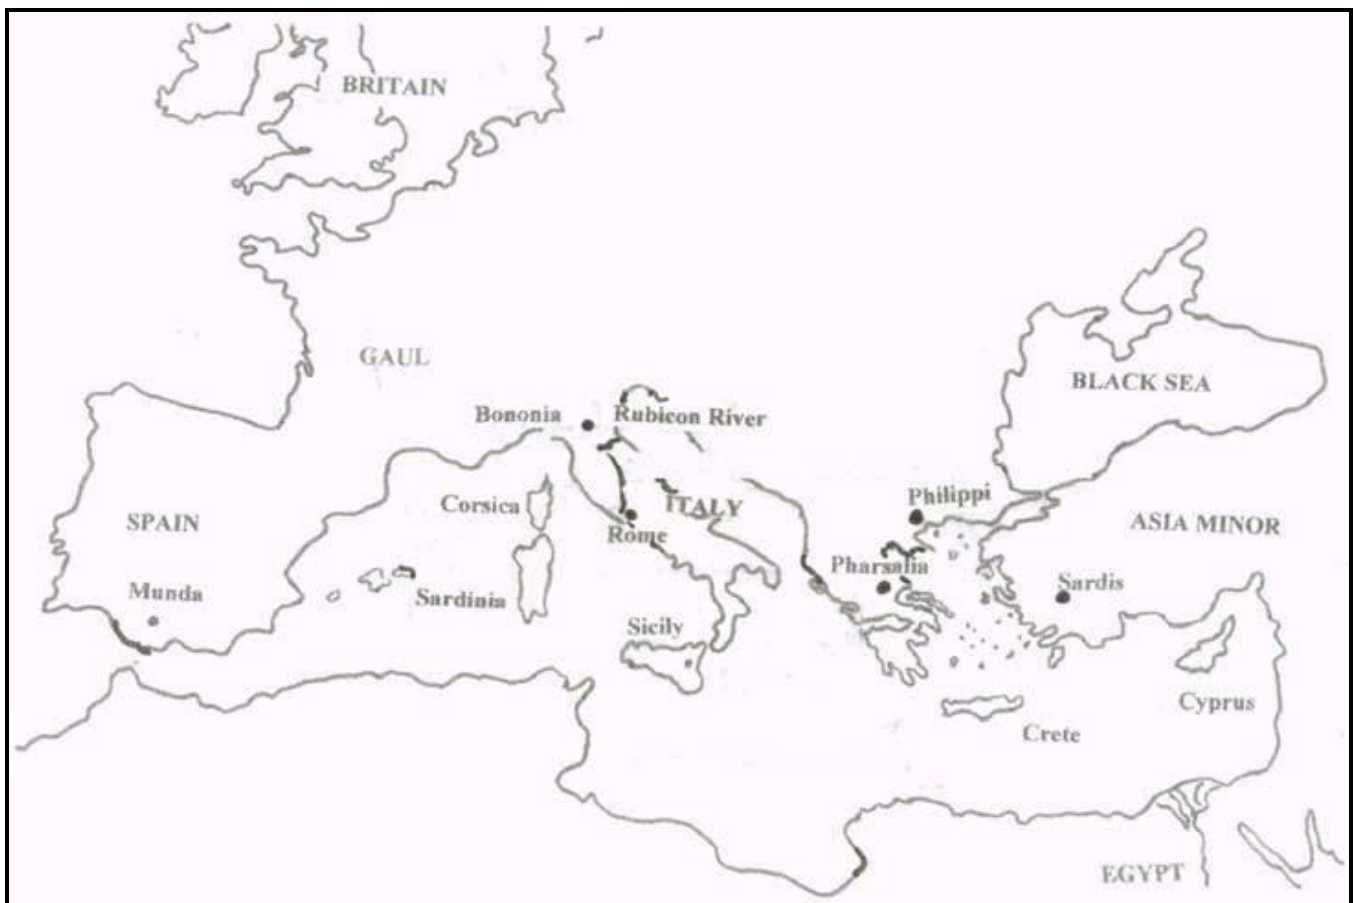 BRITAIN
GAUL
BLACK SEA
Bononia
Rubicon River
Philippi
Corsica
ITALY
SPAIN
ASIA MINOR
Rome
Pharsalia
Munda
Sardinia
Sardis
Sicily
Cyprus
Crete
EGYPT